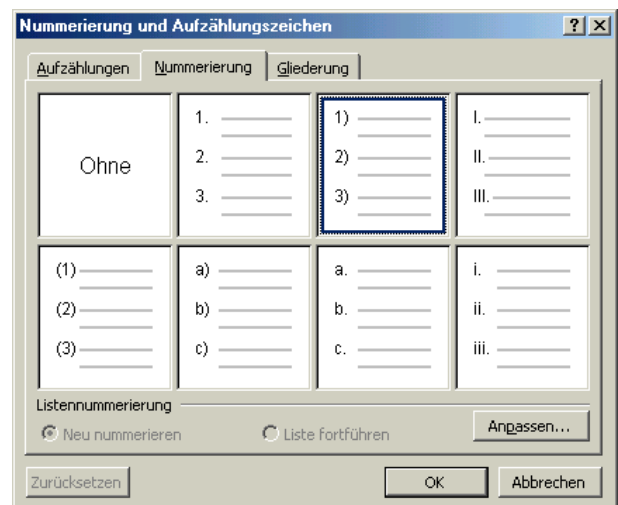 Nummerierung und Aufzählungszeichen
Aufzählungen Nummerierung Gliederung
Ohne
1.
2.
3.
1)
2)
3)
I.
II.
III.
(1)
(2)
(3)
a)
b)
c)
a.
b.
c.
i.
ii.
iii.
Listennummerierung
Neu nummerieren Liste fortführen Anpassen...
Zurücksetzen OK Abbrechen